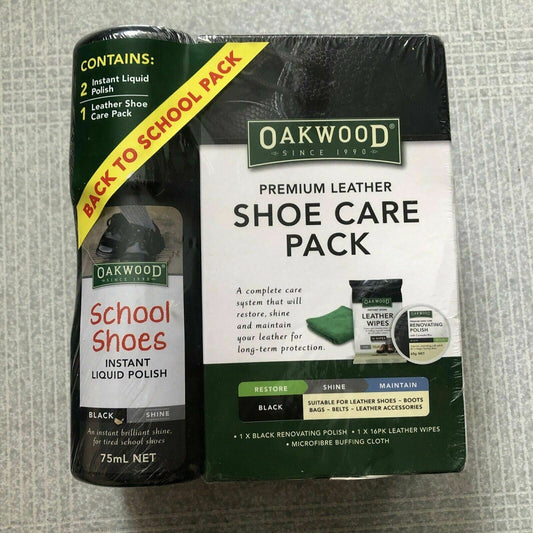 CONTAINS:
2 Instant Liquid
Polish
1 Leather Shoe
Care Pack
BACK TO SCHOOL PACK
OAKWOOD
SINCE 1990
School
Shoes
INSTANT
LIQUID POLISH
BLACK SHINE
An instant brilliant shine,
for tired school shoes
75mL NET
OAKWOOD®
SINCE 1990
PREMIUM LEATHER
SHOE CARE
PACK
A complete care
system that will
restore, shine
and maintain
your leather for
long-term protection.
OAKWOOD
LEATHER
WIPES
RENOVATING
POLISH
RESTORE SHINE MAINTAIN
BLACK
SUITABLE FOR LEATHER SHOES – BOOTS
BAGS – BELTS – LEATHER ACCESSORIES
• 1 X BLACK RENOVATING POLISH • 1 X 16PK LEATHER WIPES
• MICROFIBRE BUFFING CLOTH